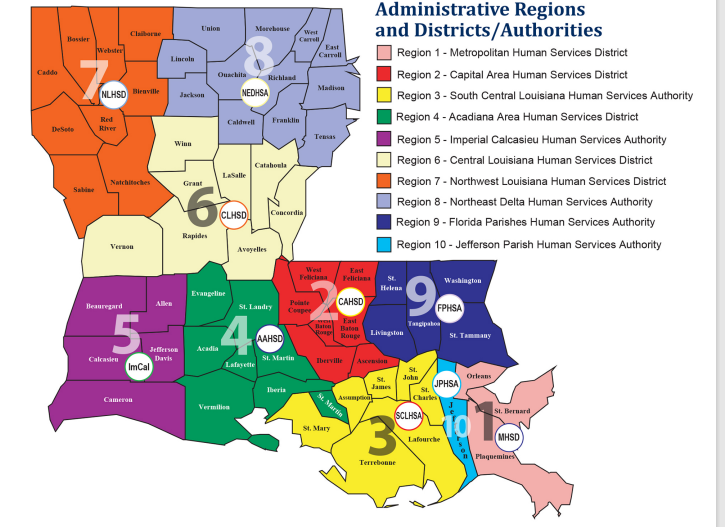 Administrative Regions
and Districts/Authorities
Region 1 - Metropolitan Human Services District
Region 2 - Capital Area Human Services District
Region 3 - South Central Louisiana Human Services Authority
Region 4 - Acadiana Area Human Services District
Region 5 - Imperial Calcasieu Human Services Authority
Region 6 - Central Louisiana Human Services District
Region 7 - Northwest Louisiana Human Services District
Region 8 - Northeast Delta Human Services Authority
Region 9 - Florida Parishes Human Services Authority
Region 10 - Jefferson Parish Human Services Authority
7
NLHSD
Caddo
Bossier
Webster
Claiborne
Bienville
Red
River
DeSoto
Sabine
Natchitoches
8
NEDHSA
Union
Morehouse
West
Carroll
East
Carroll
Lincoln
Ouachita
Richland
Madison
Jackson
Caldwell
Franklin
Tensas
6
CLHSD
Winn
Grant
LaSalle
Catahoula
Concordia
Rapides
Vernon
Avoyelles
5
ImCal
Beauregard
Allen
Calcasien
Jefferson
Davis
Cameron
4
AAHSD
Evangeline
St. Landry
Acadia
Lafayette
St. Martin
Iberia
St. Martin
Vermilion
2
CAHSD
West
Feliciana
East
Feliciana
Pointe
Coupee
Baton
Rouge
East
Baton
Rouge
Iberville
Ascension
9
FPHSA
St.
Helena
Washington
Livingston
Tangipahoa
St. Tammany
3
SCLHSA
St.
James
St.
John
St.
Charles
Assumption
St. Mary
Lafourche
Terrebonne
10
JPHSA
Jefferson
1
MHSD
Orleans
St. Bernard
Plaquemines